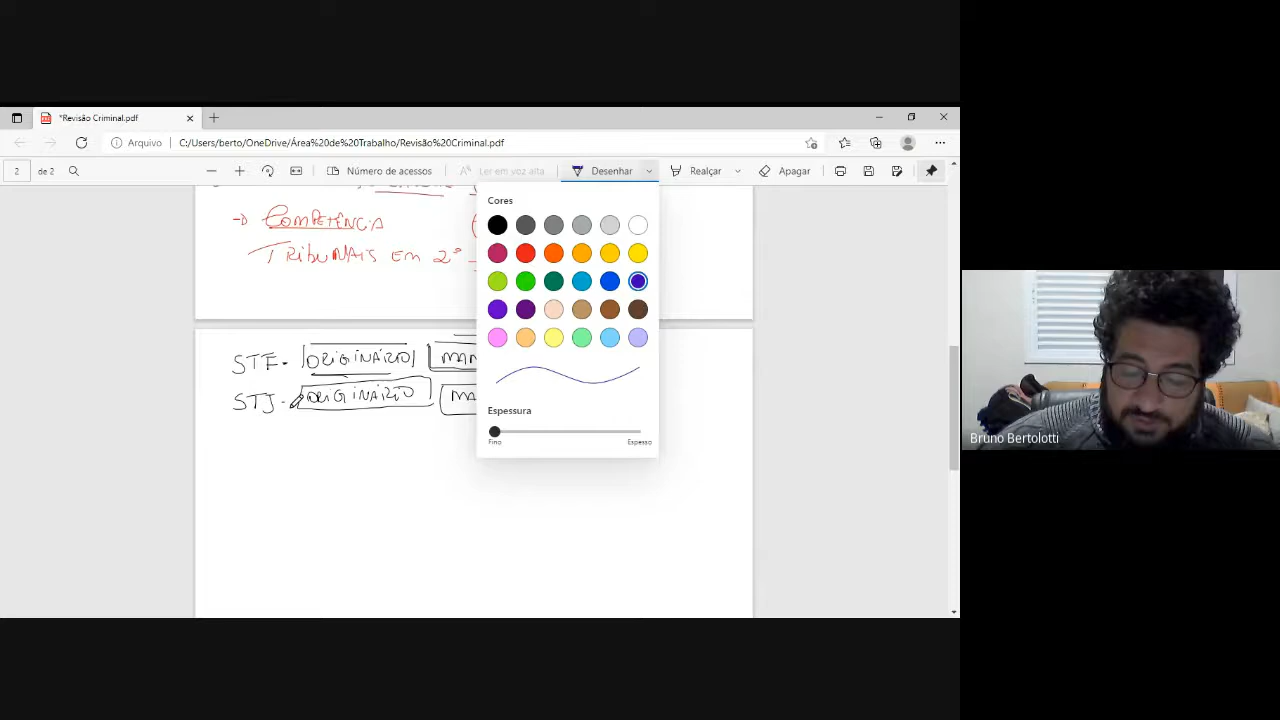 *Revisão Criminal.pdf
Arquivo C:/Users/berto/OneDrive/Área%20de%20Trabalho/Revisão%20Criminal.pdf
2 de 2 Número de acessos Ler em voz alta Desenhar Realçar Apagar
Cores
COMPETÊNCIA
TRIBUNAIS EM 2º
STF - ORIGINÁRIO MAN
STJ - ORIGINÁRIO MA
Espessura
Fino Espesso
Bruno Bertolotti